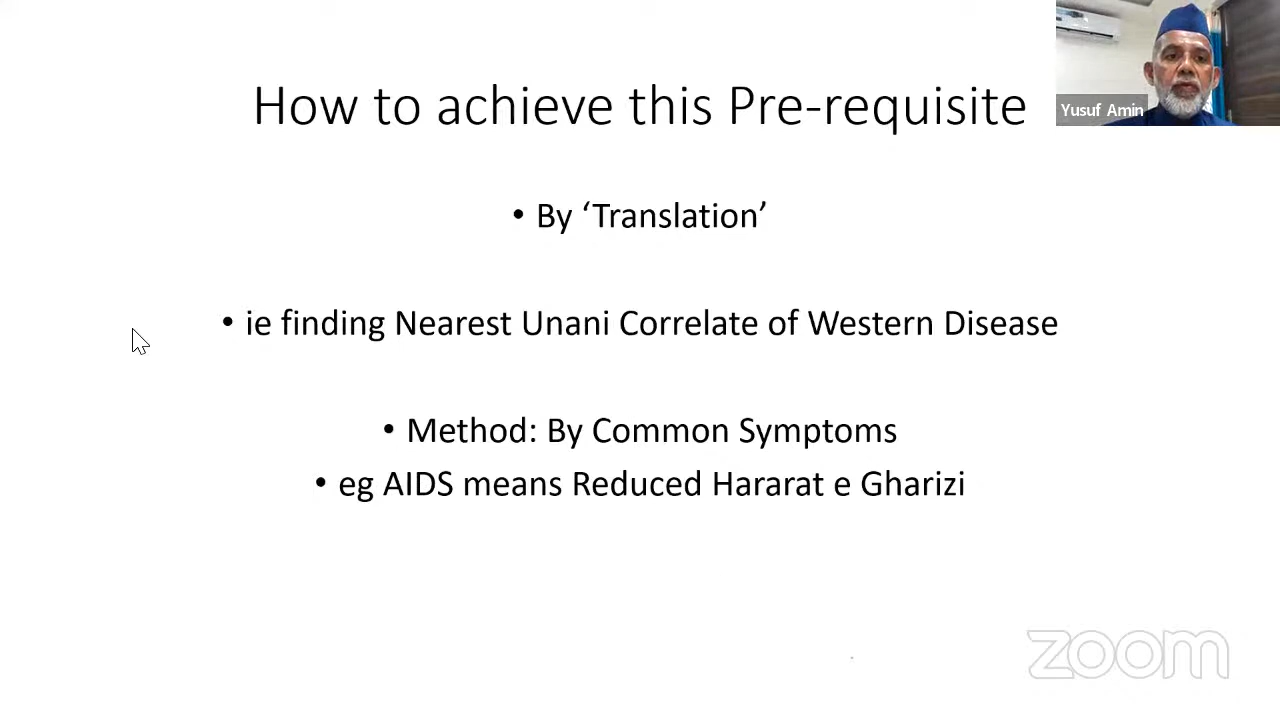 How to achieve this Pre-requisite
Yusuf Amin
• By ‘Translation’
• ie finding Nearest Unani Correlate of Western Disease
• Method: By Common Symptoms
• eg AIDS means Reduced Hararat e Gharizi
zoom